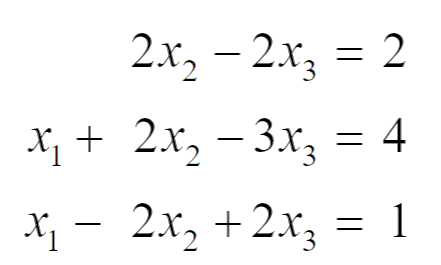 2x₂ − 2x₃ = 2
x₁ + 2x₂ − 3x₃ = 4
x₁ − 2x₂ + 2x₃ = 1